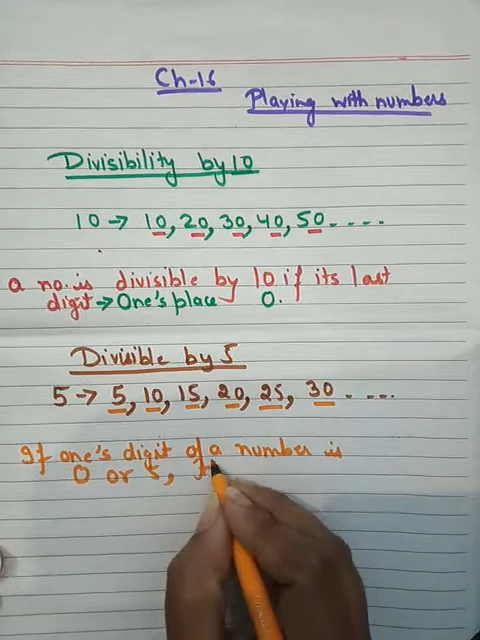 Ch-16
Playing with numbers
Divisibility by 10
10 → 10, 20, 30, 40, 50 - - - -
a no. is divisible by 10 if its last
digit → One's place 0.
Divisible by 5
5 → 5, 10, 15, 20, 25, 30 - - - -
If one's digit of a number is
0 or 5,